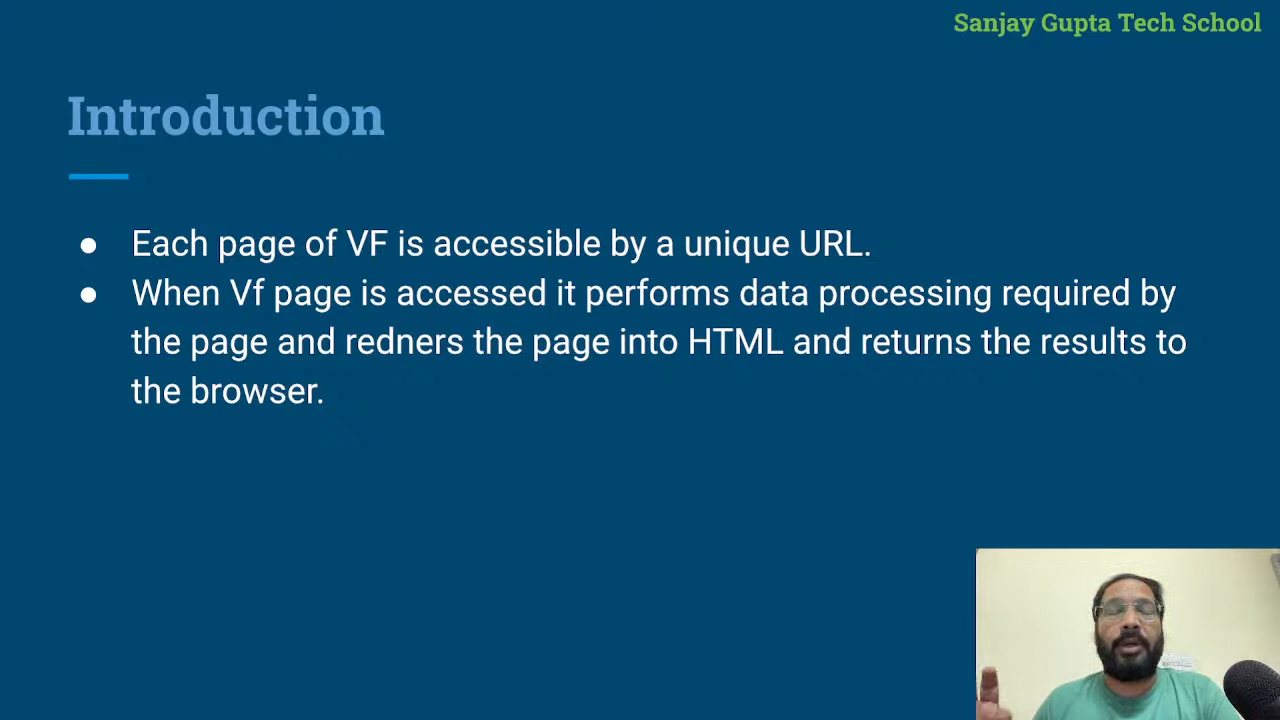 Sanjay Gupta Tech School
Introduction
● Each page of VF is accessible by a unique URL.
● When Vf page is accessed it performs data processing required by
the page and redners the page into HTML and returns the results to
the browser.